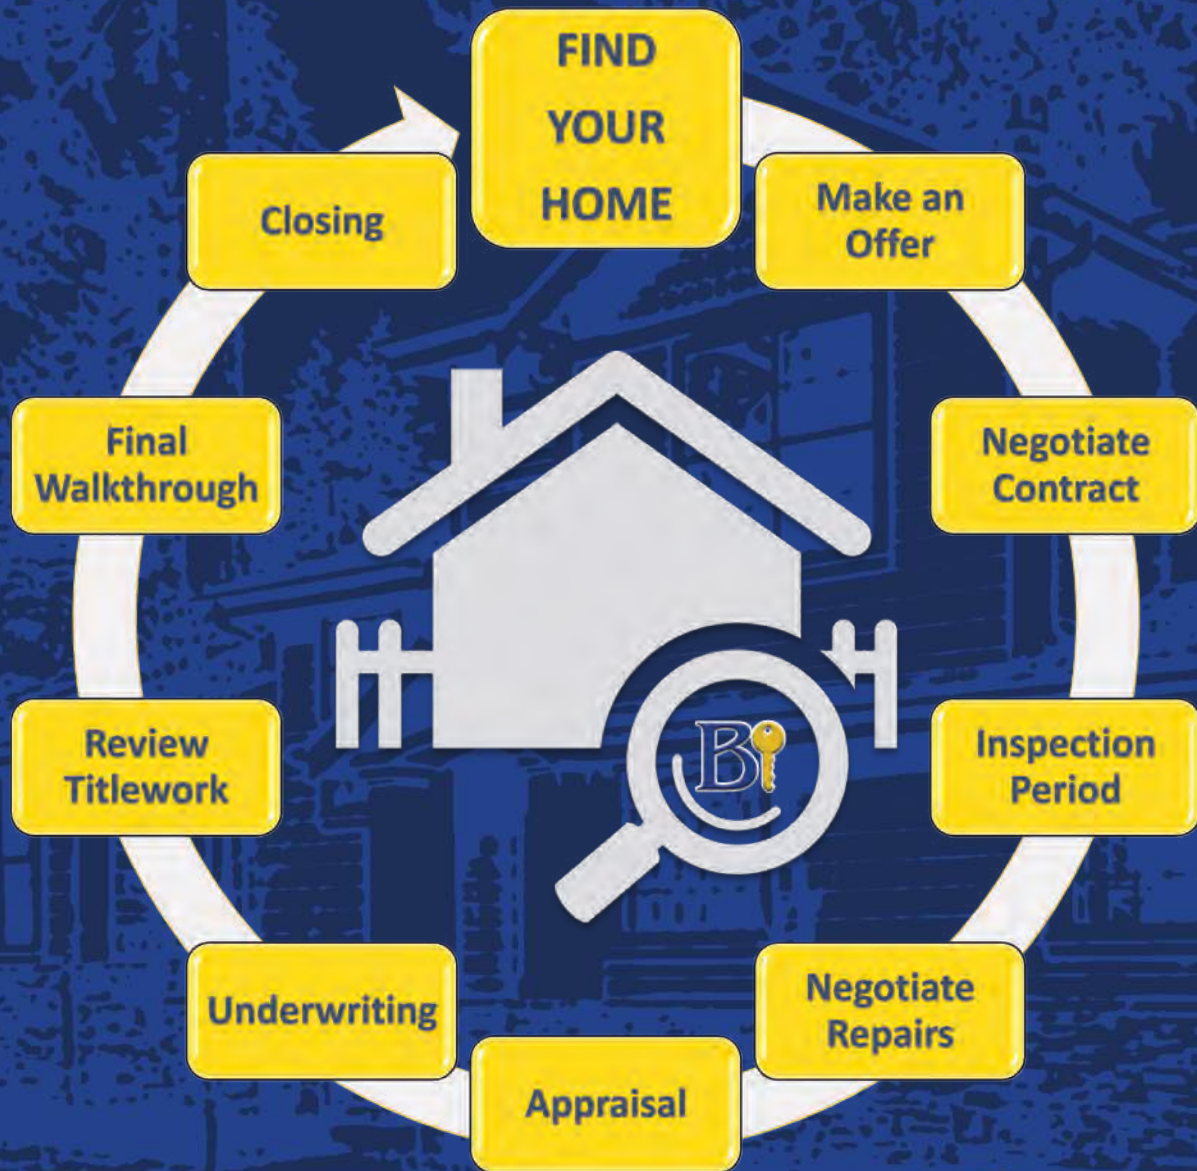 FIND
YOUR
HOME
Make an
Offer
Negotiate
Contract
Inspection
Period
Negotiate
Repairs
Appraisal
Underwriting
Review
Titlework
Final
Walkthrough
Closing
B